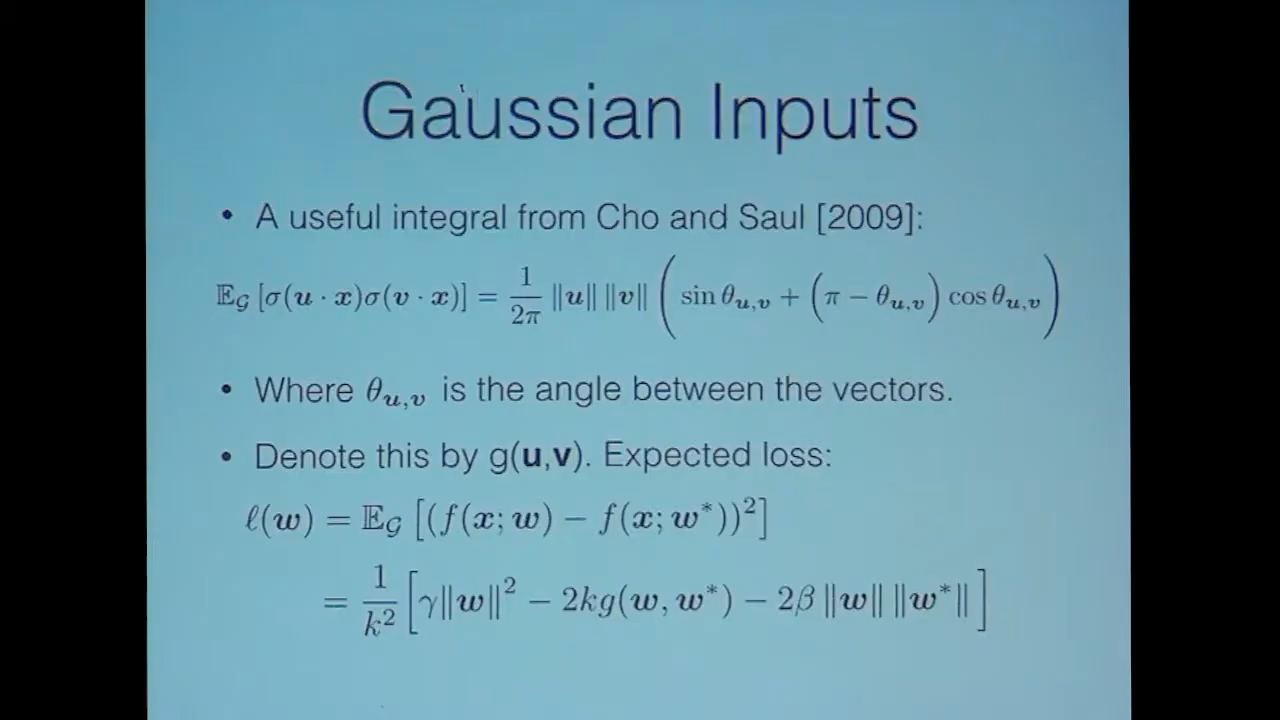 Gaussian Inputs
• A useful integral from Cho and Saul [2009]:
𝔼_𝒢 [σ(u · x)σ(v · x)] = 1/(2π) ‖u‖ ‖v‖ ( sin θ_{u,v} + (π − θ_{u,v}) cos θ_{u,v} )
• Where θ_{u,v} is the angle between the vectors.
• Denote this by g(u,v). Expected loss:
ℓ(w) = 𝔼_𝒢 [(f(x; w) − f(x; w*))²]
= 1/k² [ γ‖w‖² − 2kg(w, w*) − 2β ‖w‖ ‖w*‖ ]